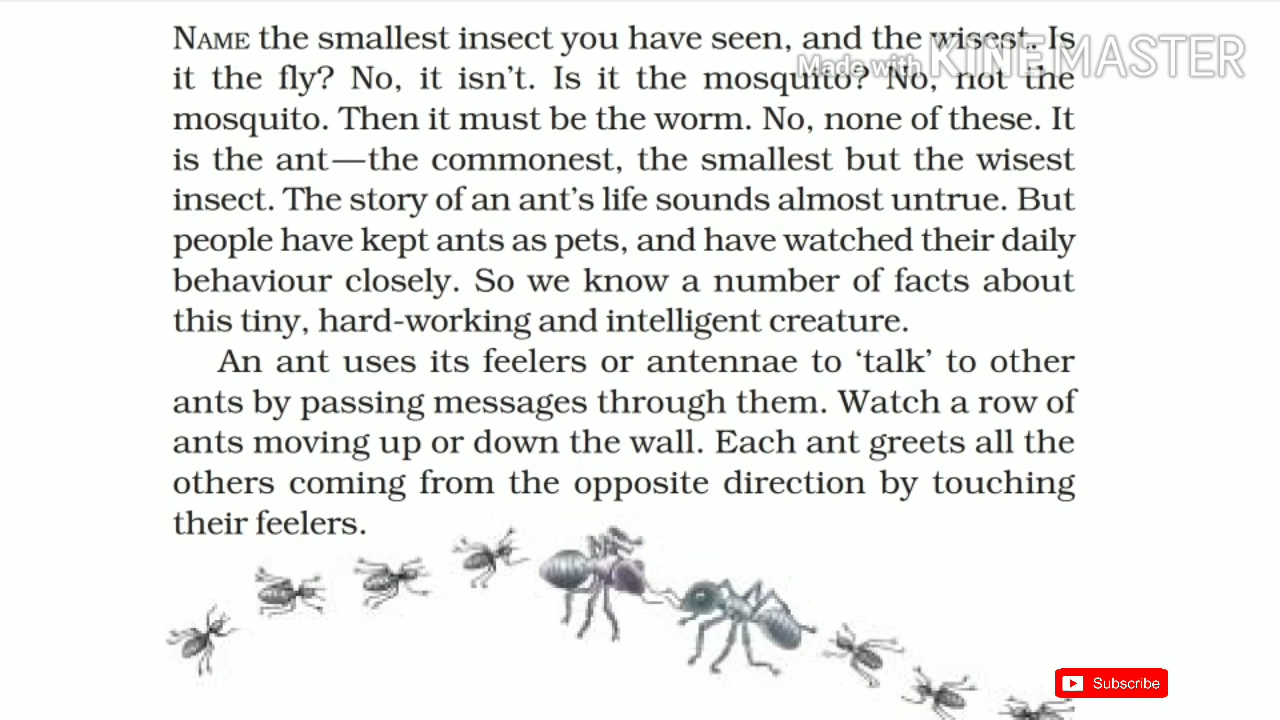 NAME the smallest insect you have seen, and the wisest. Is
it the fly? No, it isn't. Is it the mosquito? No, not the
mosquito. Then it must be the worm. No, none of these. It
is the ant—the commonest, the smallest but the wisest
insect. The story of an ant's life sounds almost untrue. But
people have kept ants as pets, and have watched their daily
behaviour closely. So we know a number of facts about
this tiny, hard-working and intelligent creature.
An ant uses its feelers or antennae to ‘talk’ to other
ants by passing messages through them. Watch a row of
ants moving up or down the wall. Each ant greets all the
others coming from the opposite direction by touching
their feelers.
Made with KINEMASTER
Subscribe